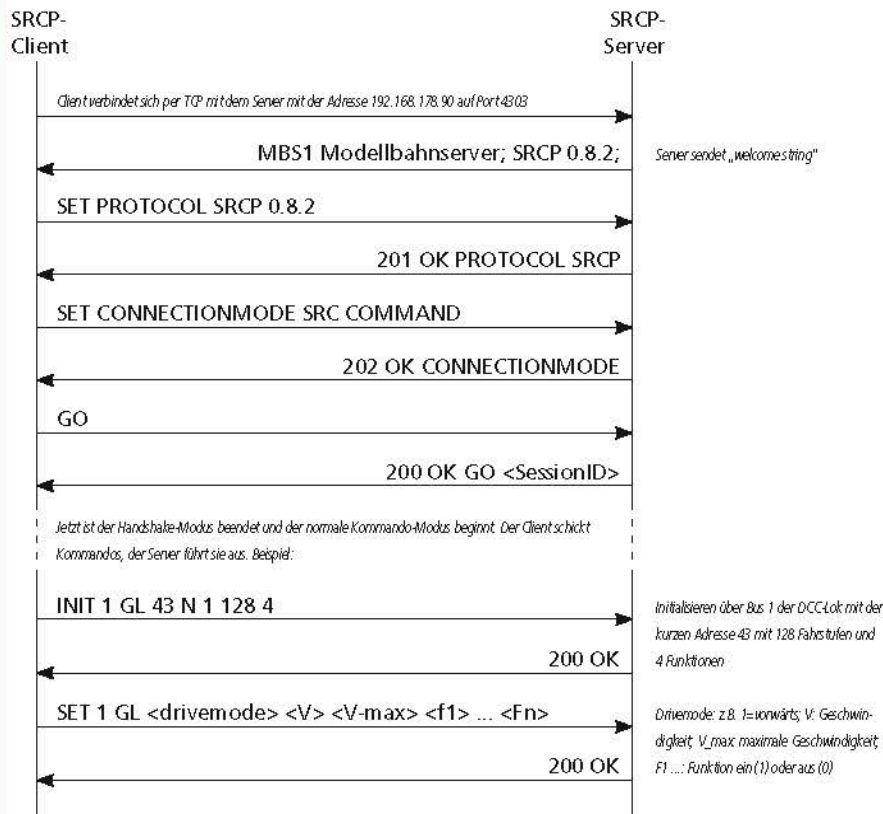 SRCP-
Client
SRCP-
Server
Client verbindet sich per TCP mit dem Server mit der Adresse 192.168.178.90 auf Port 4303
MBS1 Modellbahnserver; SRCP 0.8.2;
Server sendet „welcome string"
SET PROTOCOL SRCP 0.8.2
201 OK PROTOCOL SRCP
SET CONNECTIONMODE SRC COMMAND
202 OK CONNECTIONMODE
GO
200 OK GO <SessionID>
Jetzt ist der Handshake-Modus beendet und der normale Kommando-Modus beginnt. Der Client schickt
Kommandos, der Server führt sie aus. Beispiel:
INIT 1 GL 43 N 1 128 4
Initialisieren über Bus 1 der DCC-Lok mit der
kurzen Adresse 43 mit 128 Fahrstufen und
4 Funktionen
200 OK
SET 1 GL <drivemode> <V> <V-max> <f1> ... <Fn>
Drivemode: z.B. 1=vorwärts; V: Geschwin-
digkeit; V_max: maximale Geschwindigkeit;
F1 ...: Funktion ein (1) oder aus (0)
200 OK